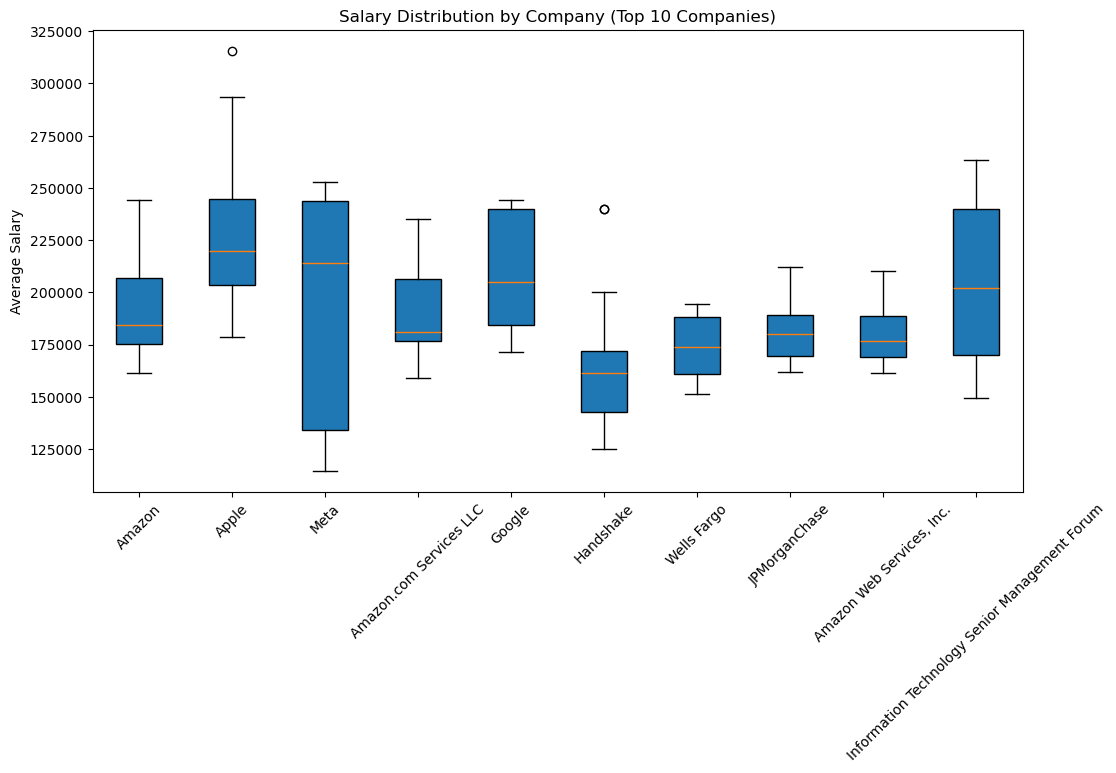 Salary Distribution by Company (Top 10 Companies)
Average Salary
325000
300000
275000
250000
225000
200000
175000
150000
125000
Amazon
Apple
Meta
Amazon.com Services LLC
Google
Handshake
Wells Fargo
JPMorganChase
Amazon Web Services, Inc.
Information Technology Senior Management Forum